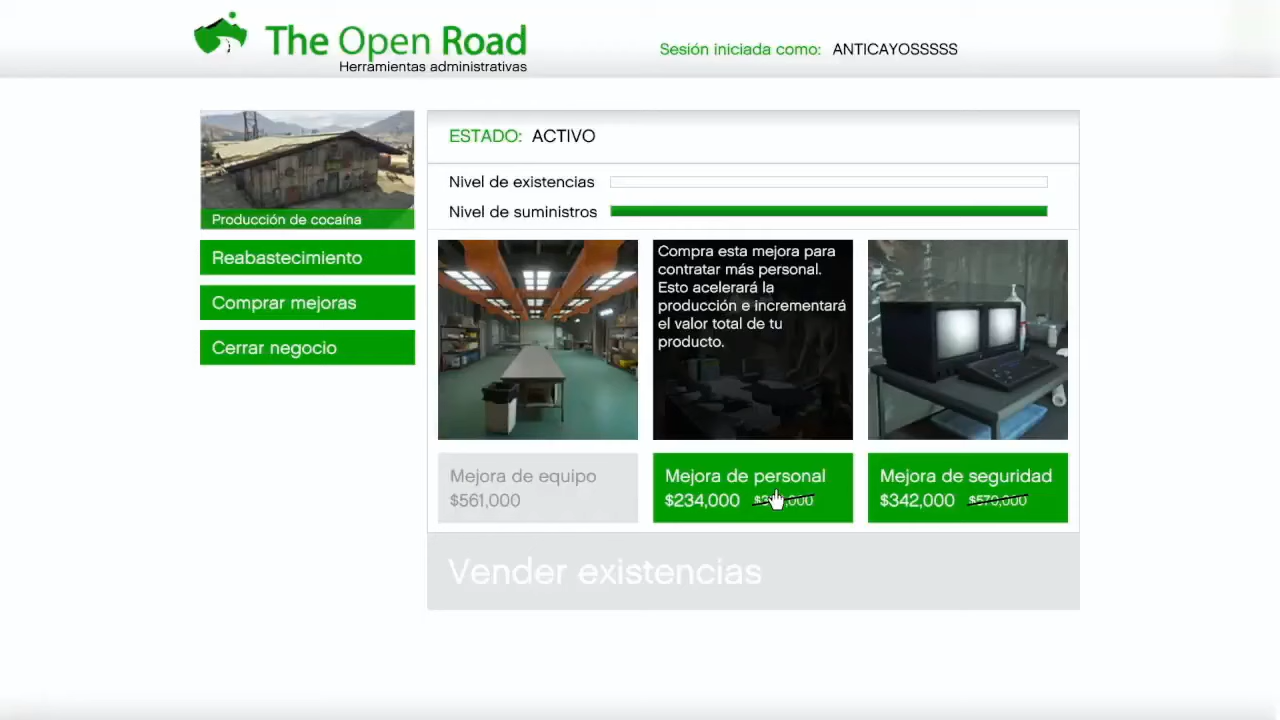 The Open Road
Herramientas administrativas
Sesión iniciada como: ANTICAYOSSSSS
Producción de cocaína
Reabastecimiento
Comprar mejoras
Cerrar negocio
ESTADO: ACTIVO
Nivel de existencias
Nivel de suministros
Compra esta mejora para
contratar más personal.
Esto acelerará la
producción e incrementará
el valor total de tu
producto.
Mejora de equipo
$561,000
Mejora de personal
$234,000
Mejora de seguridad
$342,000 $570,000
Vender existencias